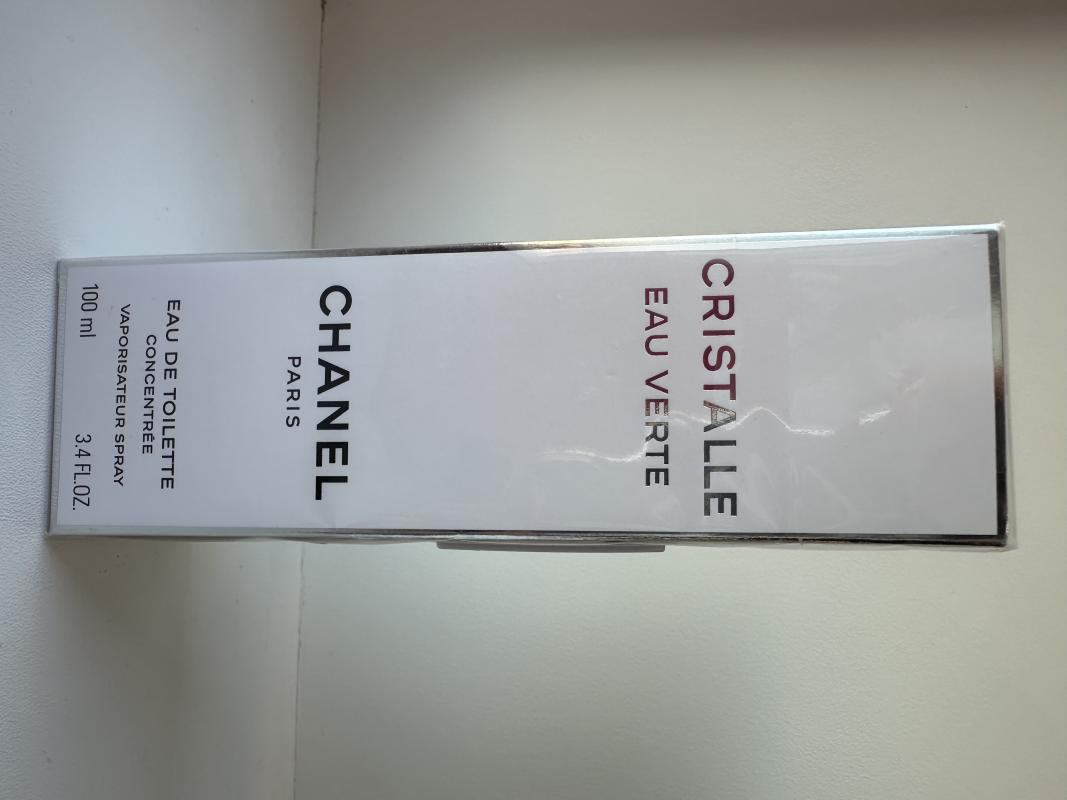 CRISTALLE
EAU VERTE
CHANEL
PARIS
EAU DE TOILETTE
CONCENTRÉE
VAPORISATEUR SPRAY
100 ml 3.4 FL.OZ.